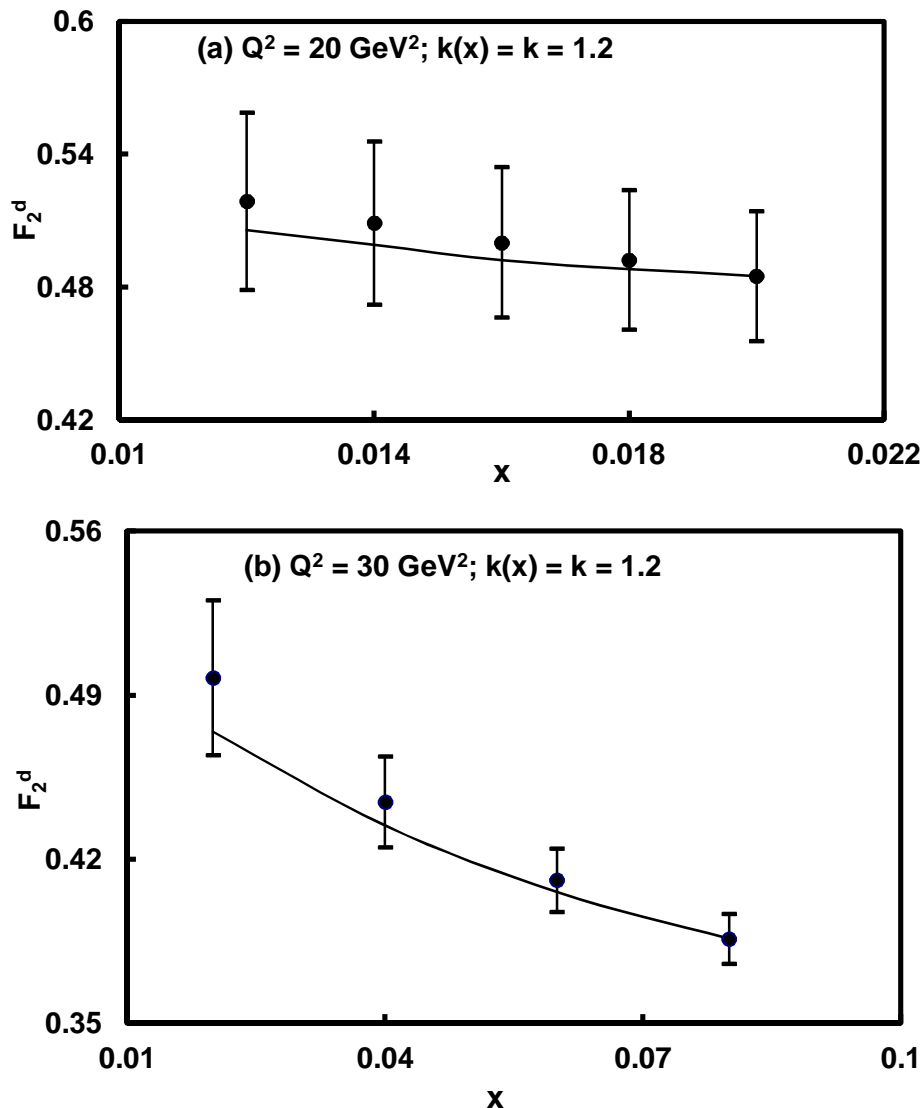 (a) Q² = 20 GeV²; k(x) = k = 1.2
0.6
0.54
0.48
0.42
F₂ᵈ
0.01 0.014 0.018 0.022
x
(b) Q² = 30 GeV²; k(x) = k = 1.2
0.56
0.49
0.42
0.35
F₂ᵈ
0.01 0.04 0.07 0.1
x